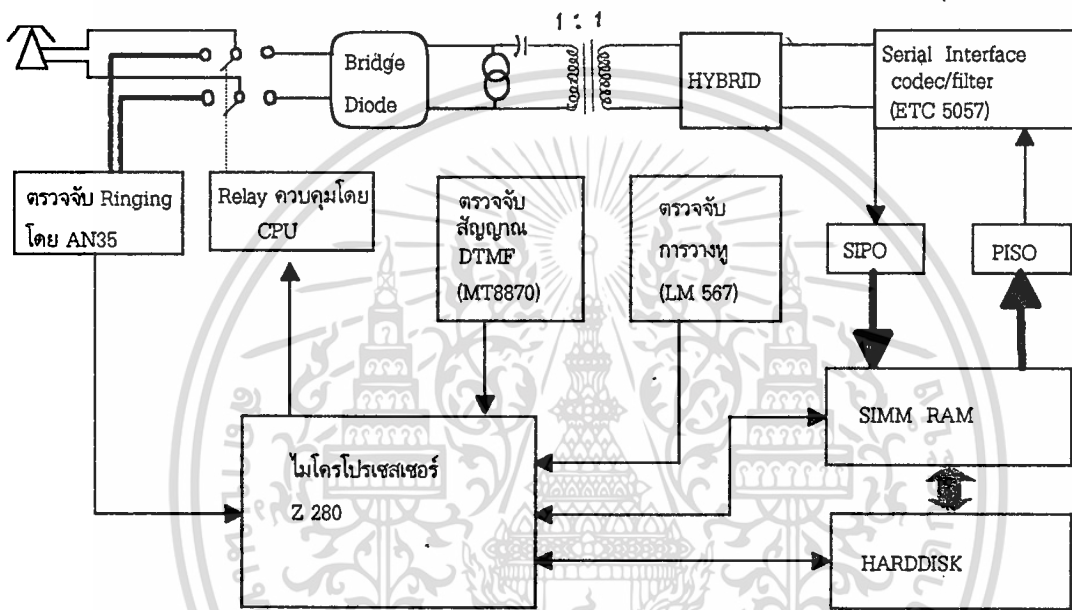 1 : 1
Bridge
Diode
HYBRID
Serial Interface
codec/filter
(ETC 5057)
ตรวจจับ Ringing
โดย AN35
Relay ควบคุมโดย
CPU
ตรวจจับ
สัญญาณ
DTMF
(MT8870)
ตรวจจับ
การวางหู
(LM 567)
SIPO
PISO
SIMM RAM
ไมโครโปรเซสเซอร์
Z 280
HARDDISK